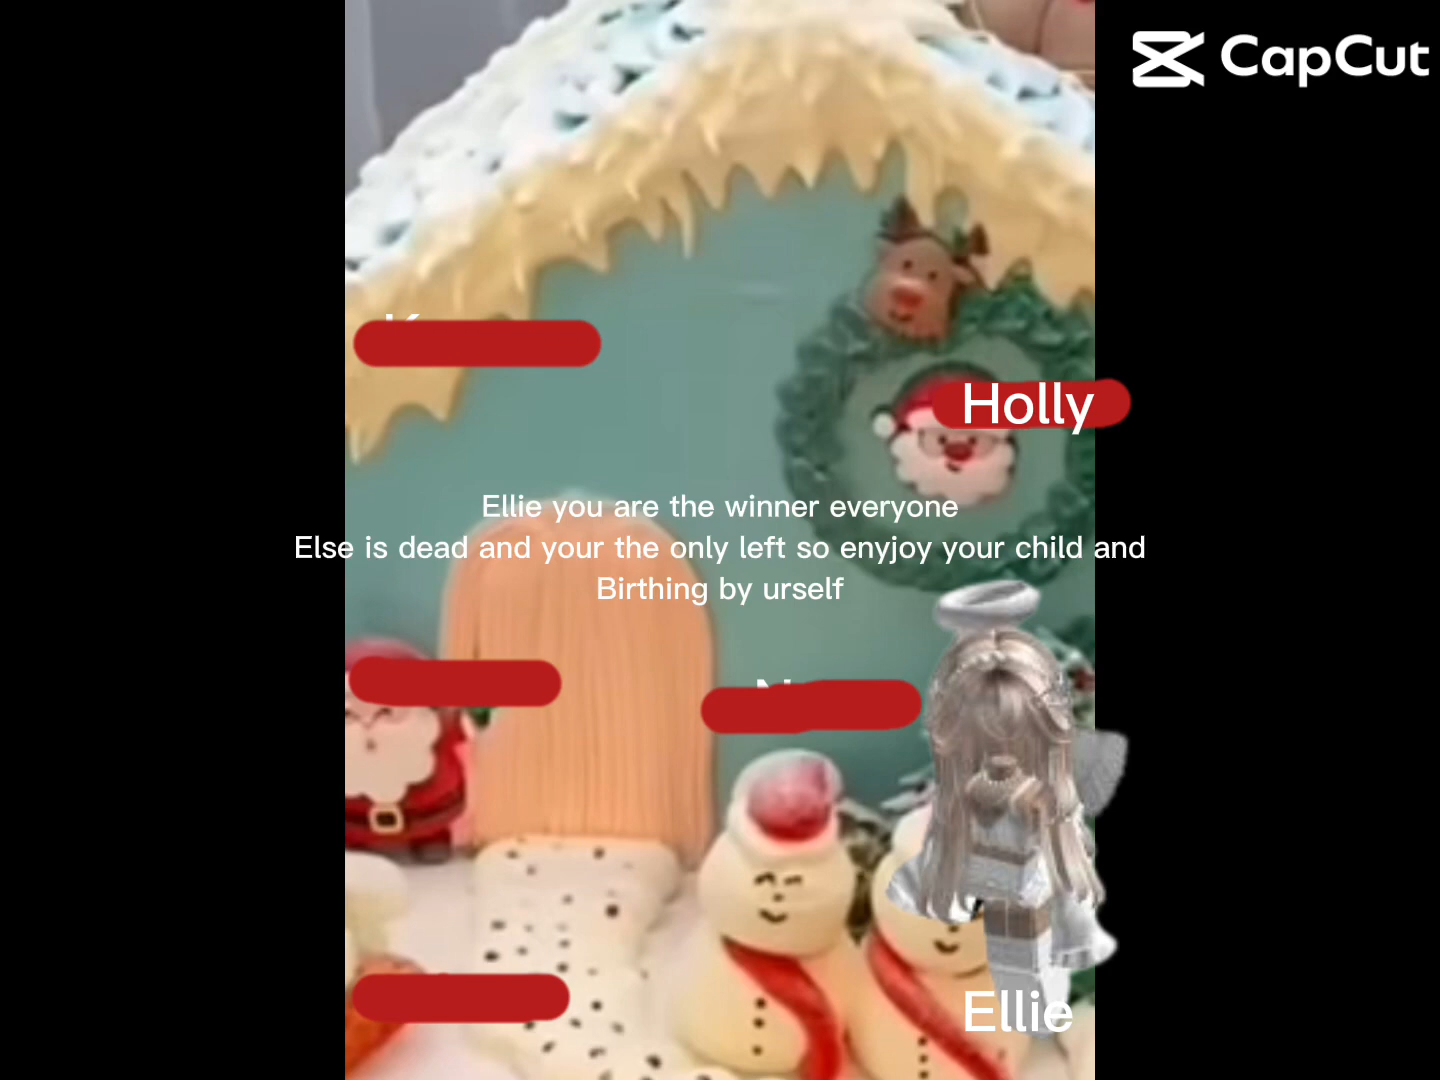 CapCut
Holly
Ellie you are the winner everyone
Else is dead and your the only left so enyjoy your child and
Birthing by urself
Ellie